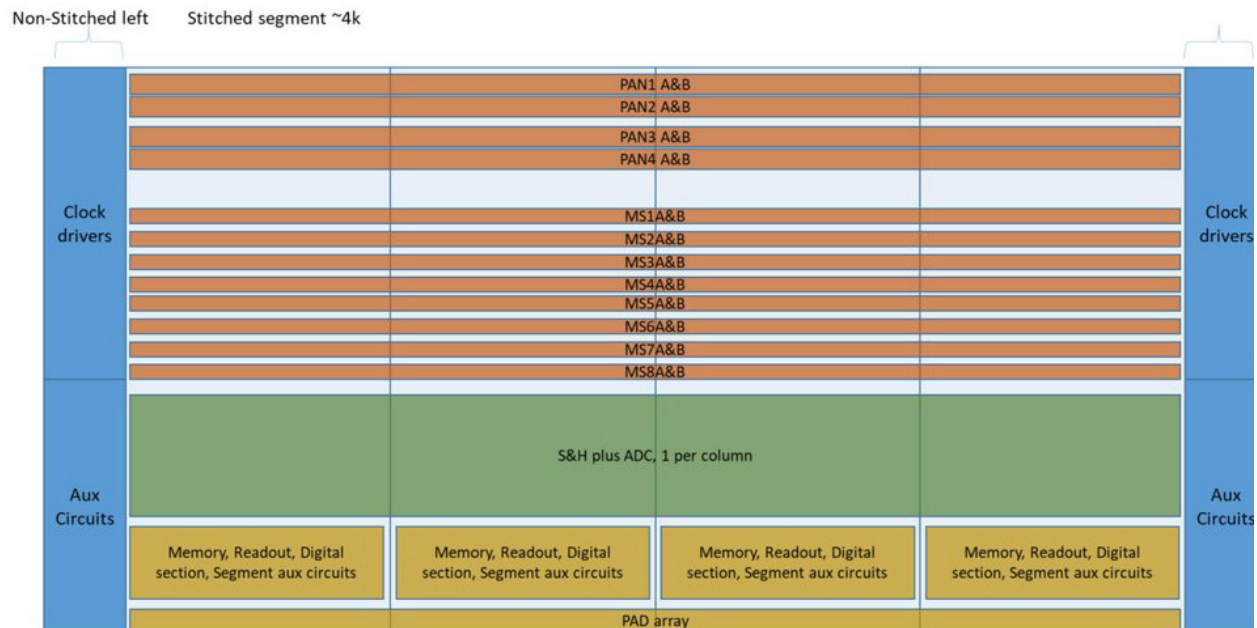 Non-Stitched left
Stitched segment ~4k
PAN1 A&B
PAN2 A&B
PAN3 A&B
PAN4 A&B
Clock
drivers
MS1A&B
MS2A&B
MS3A&B
MS4A&B
MS5A&B
MS6A&B
MS7A&B
MS8A&B
Clock
drivers
S&H plus ADC, 1 per column
Aux
Circuits
Aux
Circuits
Memory, Readout, Digital
section, Segment aux circuits
Memory, Readout, Digital
section, Segment aux circuits
Memory, Readout, Digital
section, Segment aux circuits
Memory, Readout, Digital
section, Segment aux circuits
PAD array